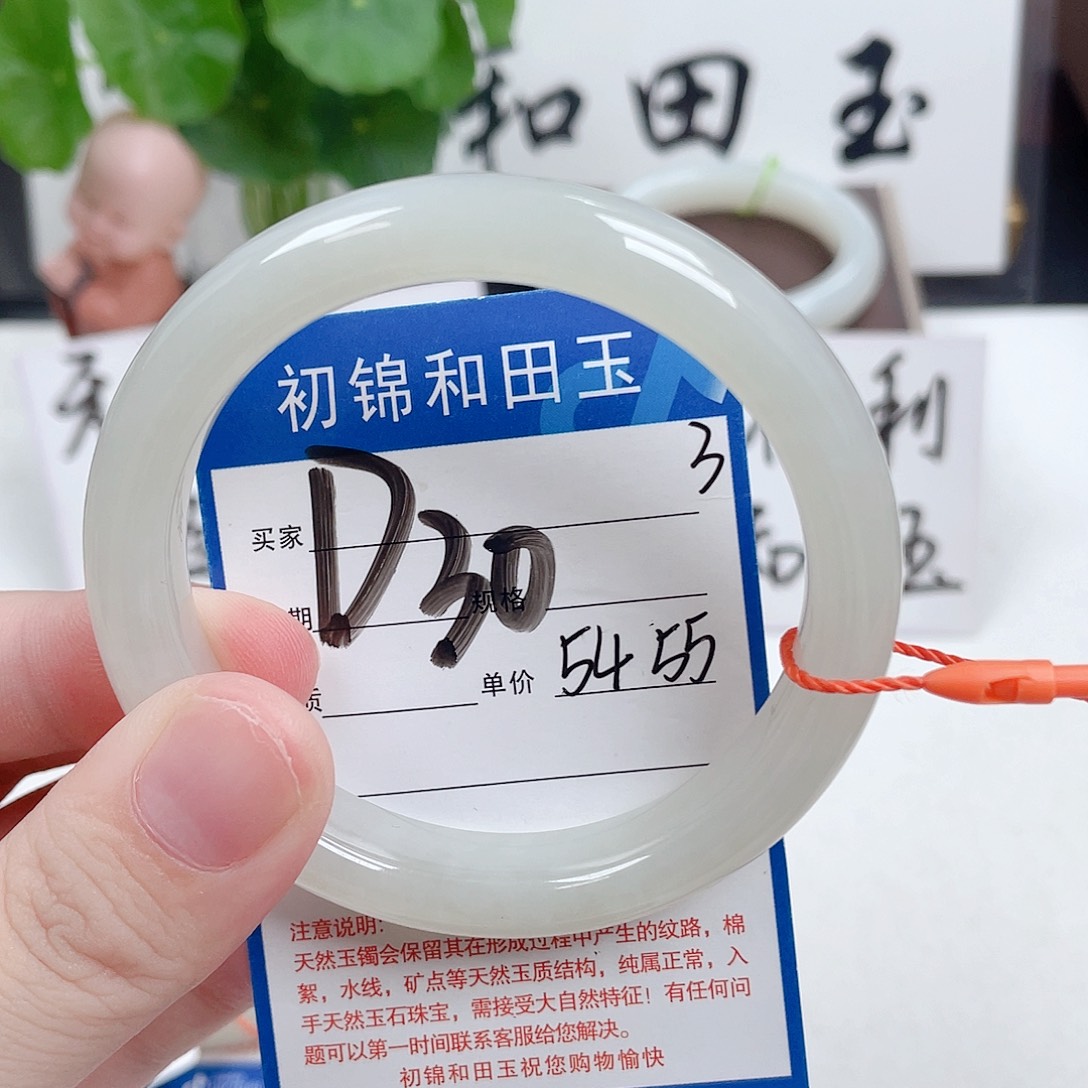 和田玉
初锦和田玉
3
买家
D30
期
规格
单价
54 55
质
利
和
玉
注意说明:
天然玉镯会保留其在形成过程中产生的纹路，棉
絮，水线，矿点等天然玉质结构，纯属正常，入
手天然玉石珠宝，需接受大自然特征！有任何问
题可以第一时间联系客服给您解决。
初锦和田玉祝您购物愉快